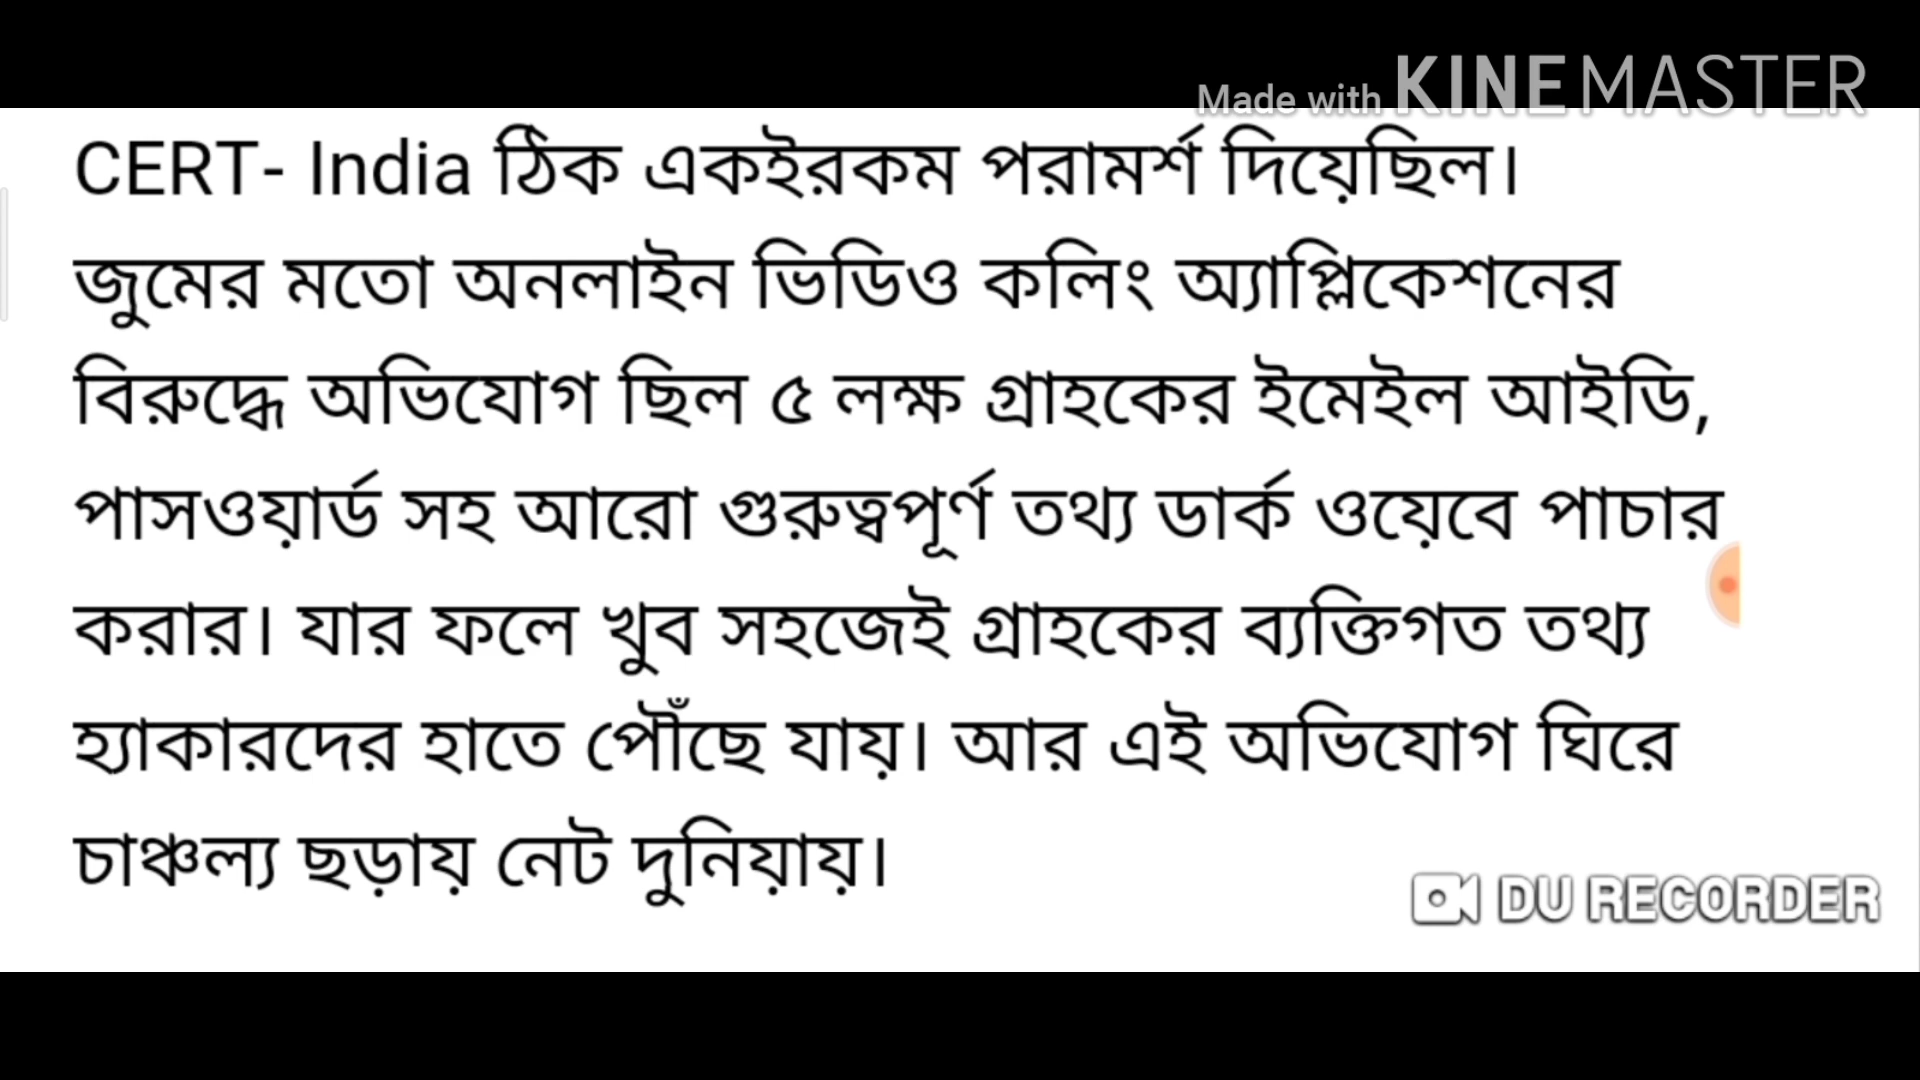 Made with KINEMASTER
CERT- India ঠিক একইরকম পরামর্শ দিয়েছিল।
জুমের মতো অনলাইন ভিডিও কলিং অ্যাপ্লিকেশনের
বিরুদ্ধে অভিযোগ ছিল ৫ লক্ষ গ্রাহকের ইমেইল আইডি,
পাসওয়ার্ড সহ আরো গুরুত্বপূর্ণ তথ্য ডার্ক ওয়েবে পাচার
করার। যার ফলে খুব সহজেই গ্রাহকের ব্যক্তিগত তথ্য
হ্যাকারদের হাতে পৌঁছে যায়। আর এই অভিযোগ ঘিরে
চাঞ্চল্য ছড়ায় নেট দুনিয়ায়।
DU RECORDER